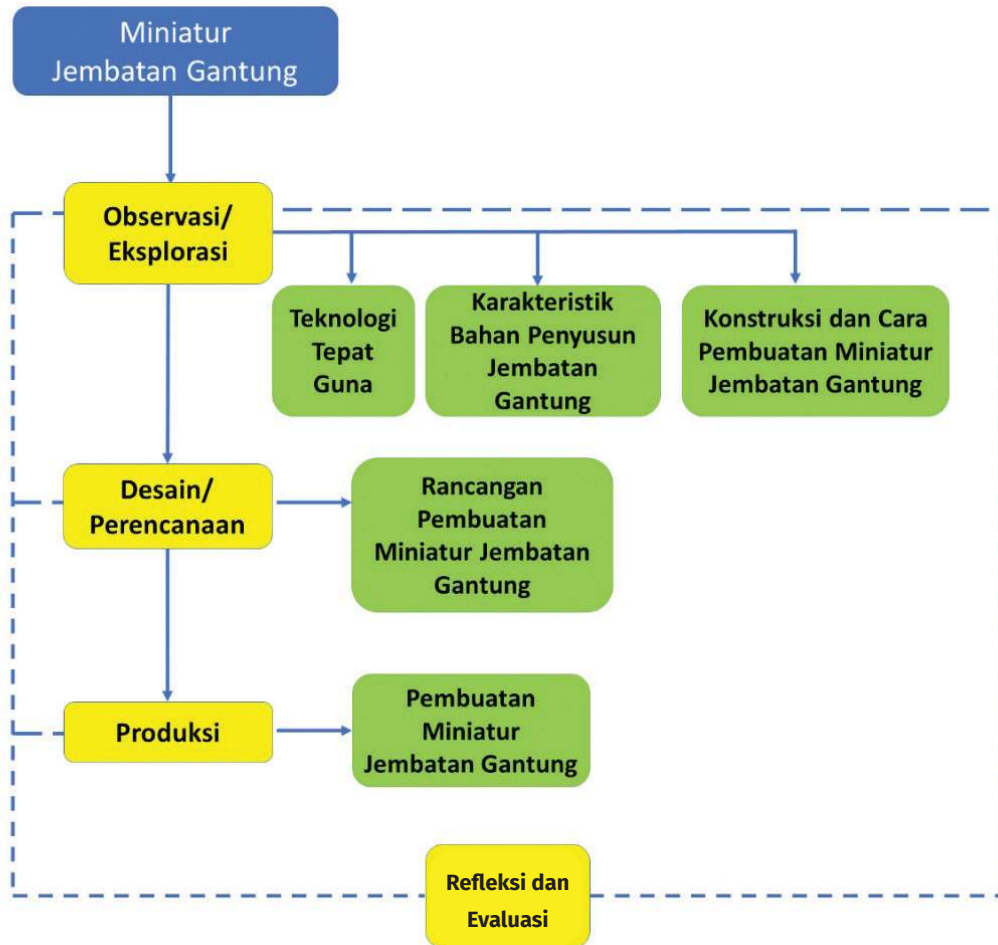 Miniatur
Jembatan Gantung
Observasi/
Eksplorasi
Teknologi
Tepat
Guna
Karakteristik
Bahan Penyusun
Jembatan
Gantung
Konstruksi dan Cara
Pembuatan Miniatur
Jembatan Gantung
Desain/
Perencanaan
Rancangan
Pembuatan
Miniatur Jembatan
Gantung
Produksi
Pembuatan
Miniatur
Jembatan Gantung
Refleksi dan
Evaluasi